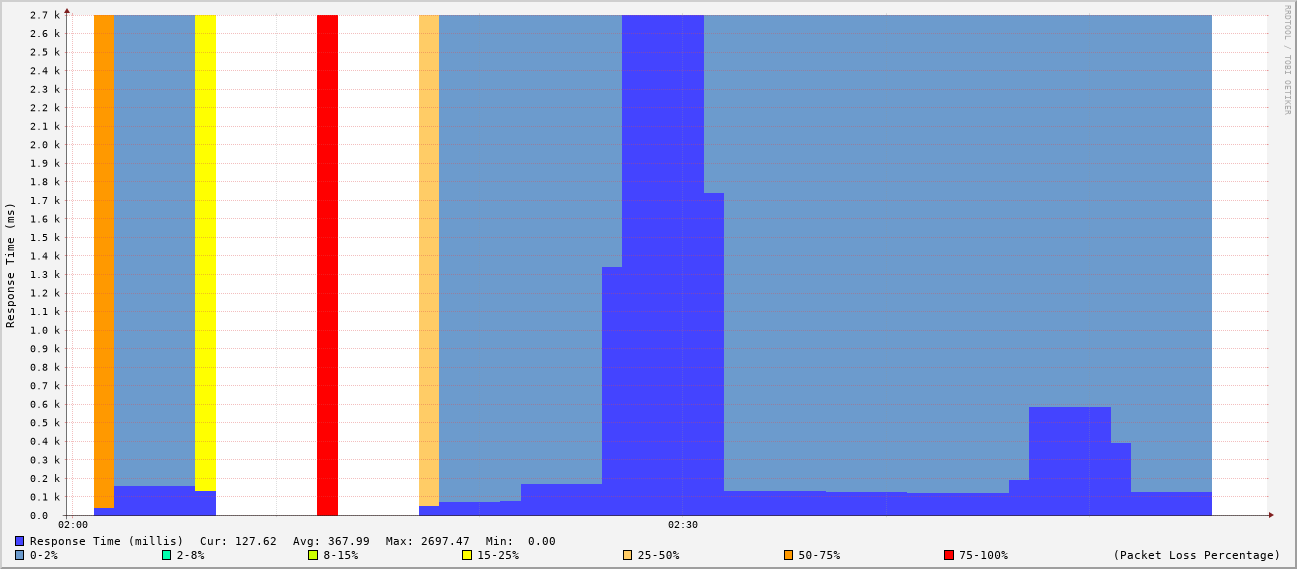 RRDTOOL / TOBI OETIKER
Response Time (ms)
2.7 k
2.6 k
2.5 k
2.4 k
2.3 k
2.2 k
2.1 k
2.0 k
1.9 k
1.8 k
1.7 k
1.6 k
1.5 k
1.4 k
1.3 k
1.2 k
1.1 k
1.0 k
0.9 k
0.8 k
0.7 k
0.6 k
0.5 k
0.4 k
0.3 k
0.2 k
0.1 k
0.0
02:00 02:30
Response Time (millis) Cur: 127.62 Avg: 367.99 Max: 2697.47 Min: 0.00
0-2% 2-8% 8-15% 15-25% 25-50% 50-75% 75-100% (Packet Loss Percentage)